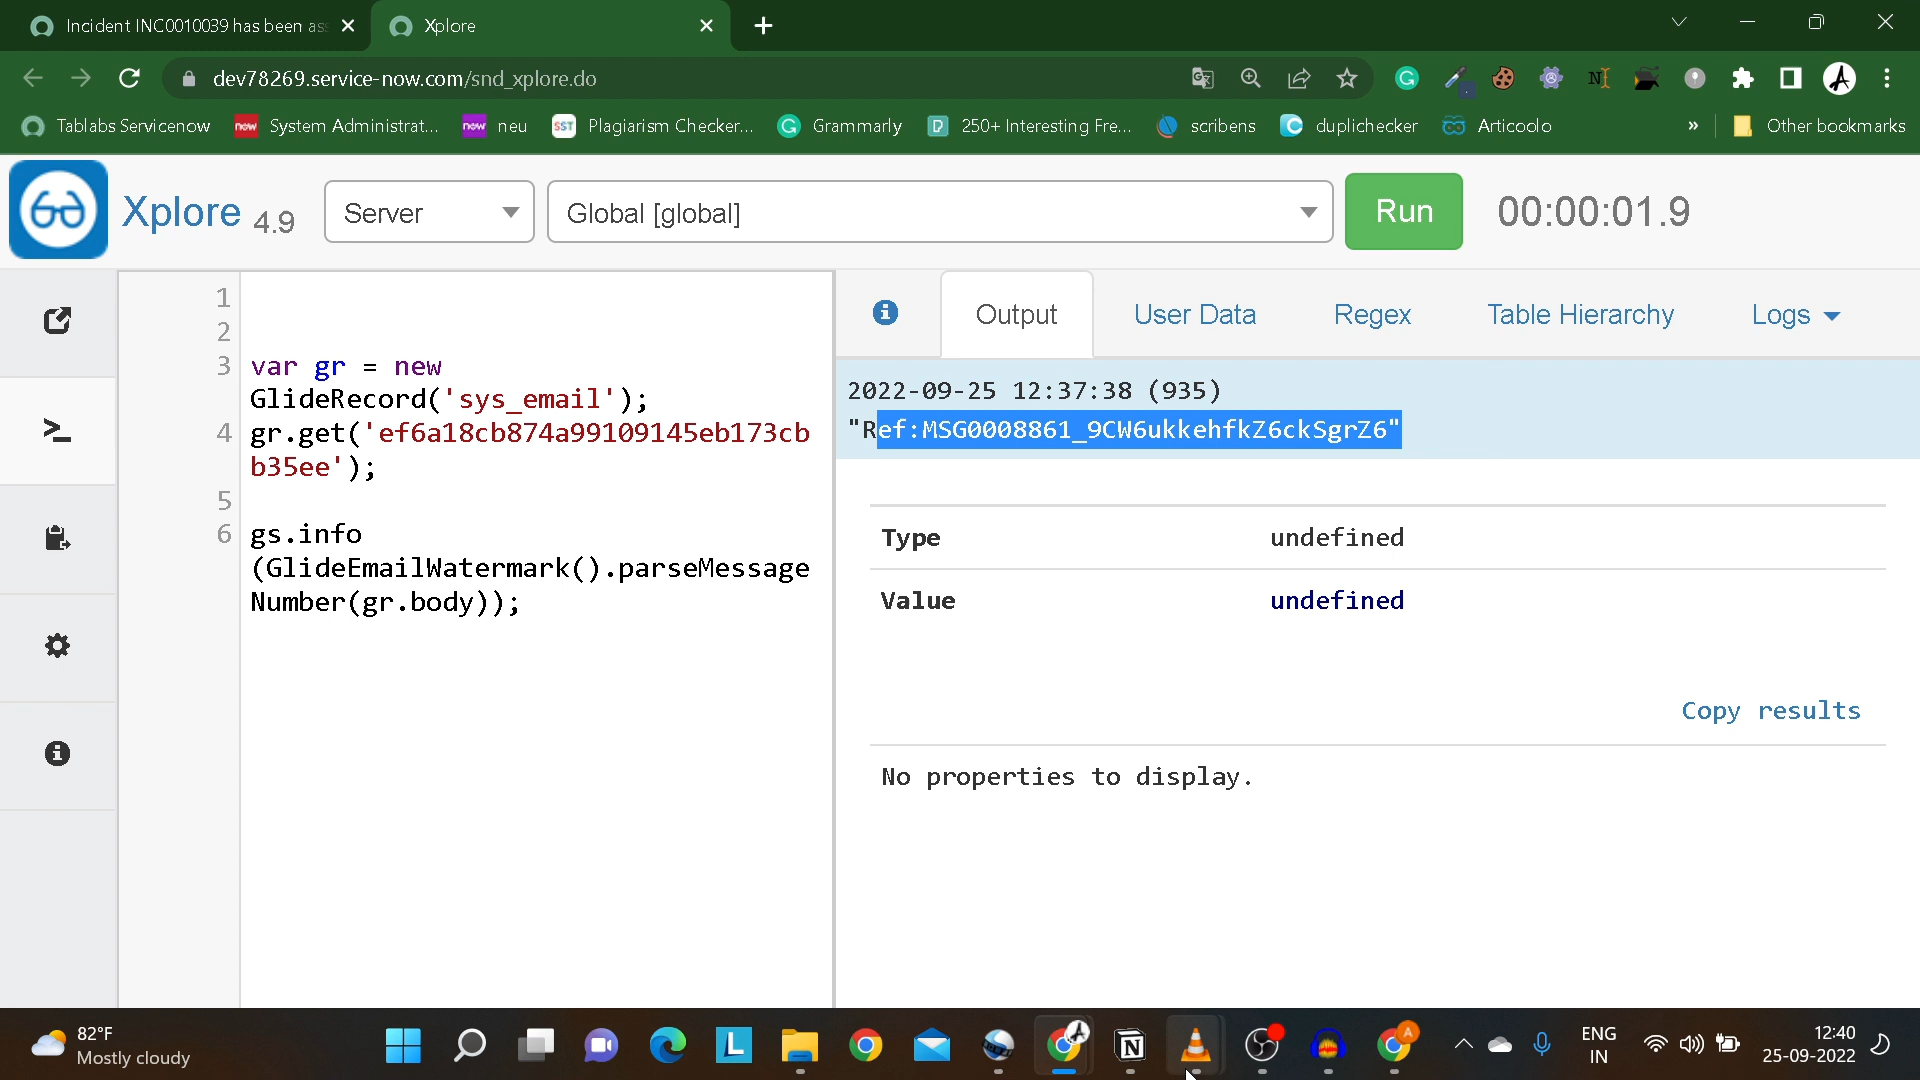 Incident INC0010039 has been as
Xplore
dev78269.service-now.com/snd_xplore.do
Tablabs Servicenow
now System Administrat...
now neu
SST Plagiarism Checker...
Grammarly
250+ Interesting Fre...
scribens
duplichecker
Articoolo
» Other bookmarks
Xplore 4.9
Server
Global [global]
Run
00:00:01.9
1
2
3 var gr = new
GlideRecord('sys_email');
4 gr.get('ef6a18cb874a99109145eb173cb
b35ee');
5
6 gs.info
(GlideEmailWatermark().parseMessage
Number(gr.body));
Output
User Data
Regex
Table Hierarchy
Logs
2022-09-25 12:37:38 (935)
"Ref:MSG0008861_9CW6ukkehfkZ6ckSgrZ6"
Type undefined
Value undefined
Copy results
No properties to display.
82°F
Mostly cloudy
ENG
IN
12:40
25-09-2022